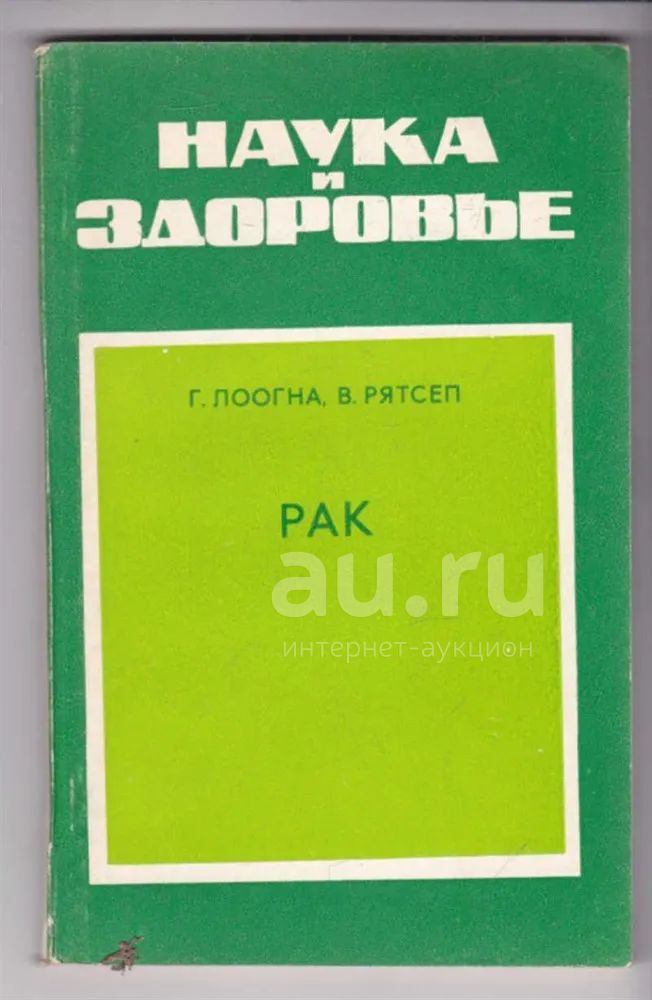 НАУКА
и
ЗДОРОВЬЕ
Г. ЛООГНА, В. РЯТСЕП
РАК
au.ru
интернет-аукцион